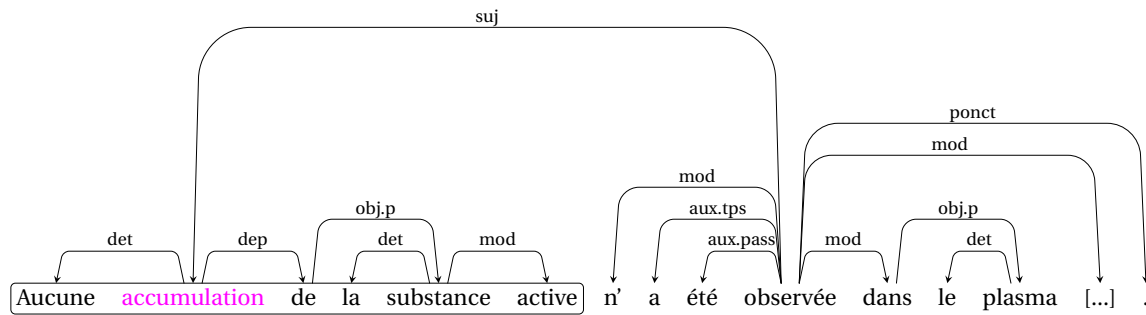 suj
ponct
mod
mod
obj.p aux.tps obj.p
det dep det mod aux.pass mod det
Aucune accumulation de la substance active n' a été observée dans le plasma [...] .